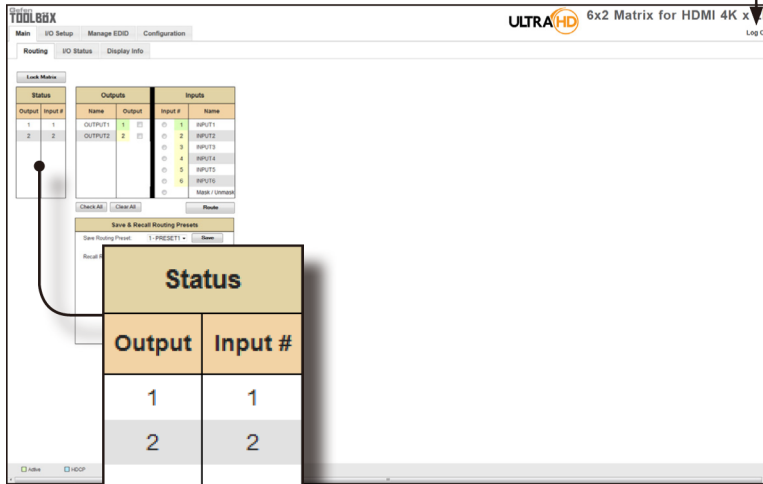 Gefen
TOOLBOX
ULTRA HD
6x2 Matrix for HDMI 4K x
Main I/O Setup Manage EDID Configuration
Log
Routing I/O Status Display Info
Lock Matrix
Status Outputs Inputs
Output Input # Name Output Input # Name
1 1 OUTPUT1 1 1 INPUT1
2 2 OUTPUT2 2 2 INPUT2
3 INPUT3
4 INPUT4
5 INPUT5
6 INPUT6
Mask / Unmask
Check All Clear All Route
Save & Recall Routing Presets
Save Routing Preset: 1 - PRESET1 Save
Recall
Status
Output Input #
1 1
2 2
Active HDCP